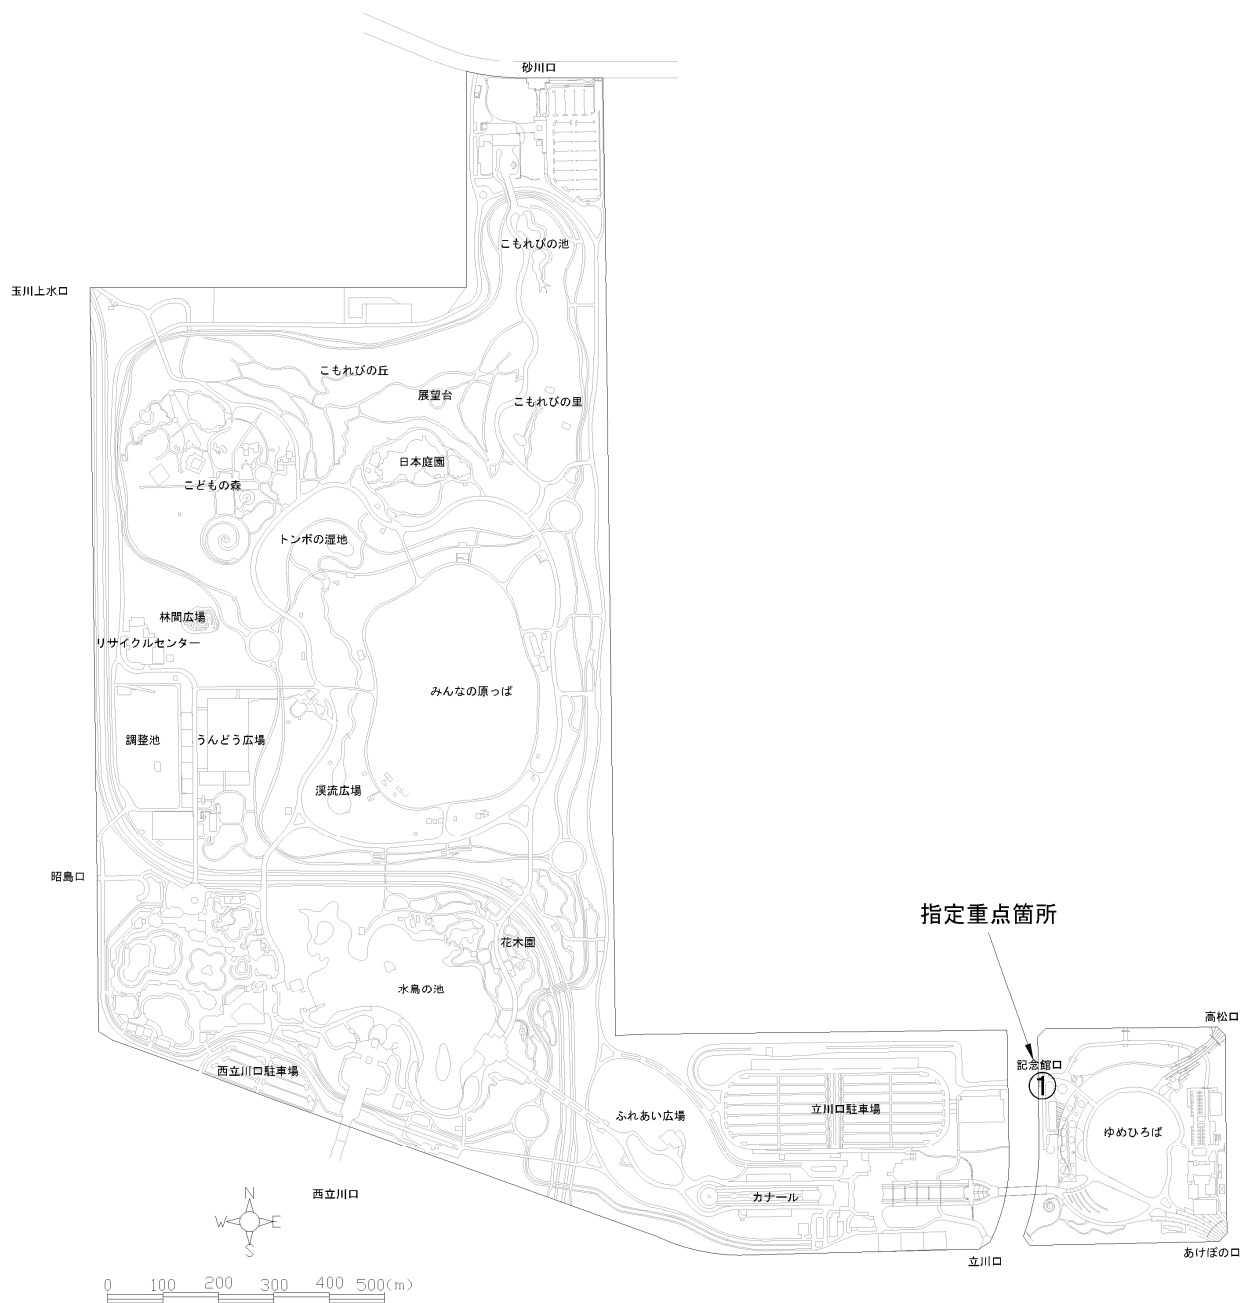 砂川口
こもれびの池
玉川上水口
こもれびの丘
展望台
こもれびの里
日本庭園
こどもの森
トンボの湿地
林間広場
リサイクルセンター
みんなの原っぱ
調整池
うんどう広場
渓流広場
昭島口
指定重点箇所
花木園
水鳥の池
高松口
記念館口
①
西立川口駐車場
立川口駐車場
ふれあい広場
ゆめひろば
西立川口
カナール
N
W E
S
あけぼの口
立川口
0 100 200 300 400 500(m)